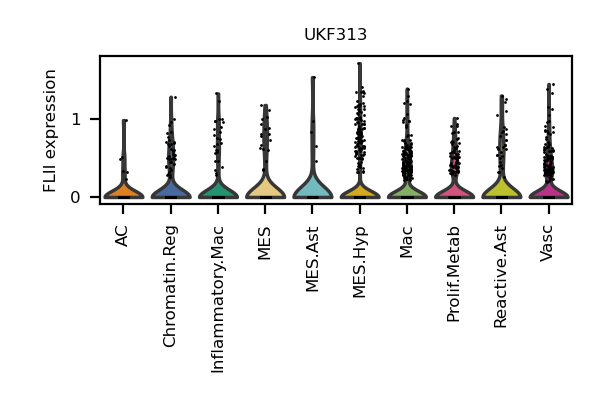 UKF313
FLII expression
1
0
AC
Chromatin.Reg
Inflammatory.Mac
MES
MES.Ast
MES.Hyp
Mac
Prolif.Metab
Reactive.Ast
Vasc